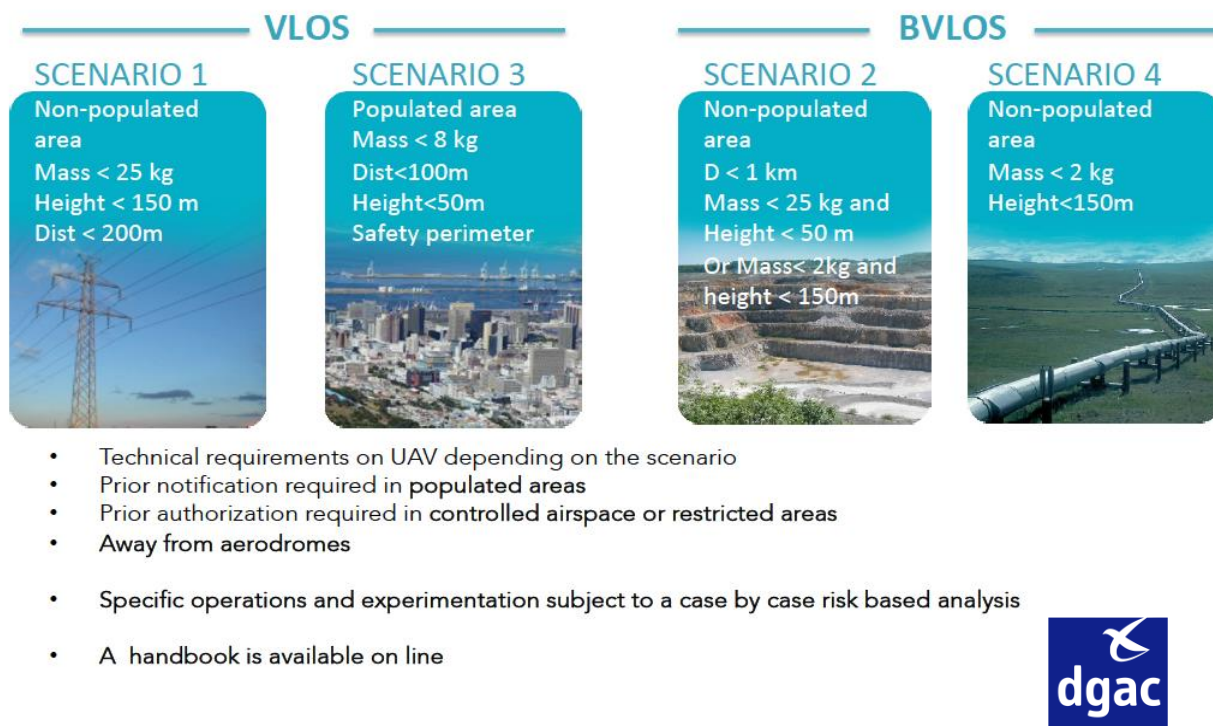 VLOS
SCENARIO 1
Non-populated
area
Mass < 25 kg
Height < 150 m
Dist < 200m
SCENARIO 3
Populated area
Mass < 8 kg
Dist<100m
Height<50m
Safety perimeter
BVLOS
SCENARIO 2
Non-populated
area
D < 1 km
Mass < 25 kg and
Height < 50 m
Or Mass< 2kg and
height < 150m
SCENARIO 4
Non-populated
area
Mass < 2 kg
Height<150m
• Technical requirements on UAV depending on the scenario
• Prior notification required in populated areas
• Prior authorization required in controlled airspace or restricted areas
• Away from aerodromes
• Specific operations and experimentation subject to a case by case risk based analysis
• A handbook is available on line
dgac